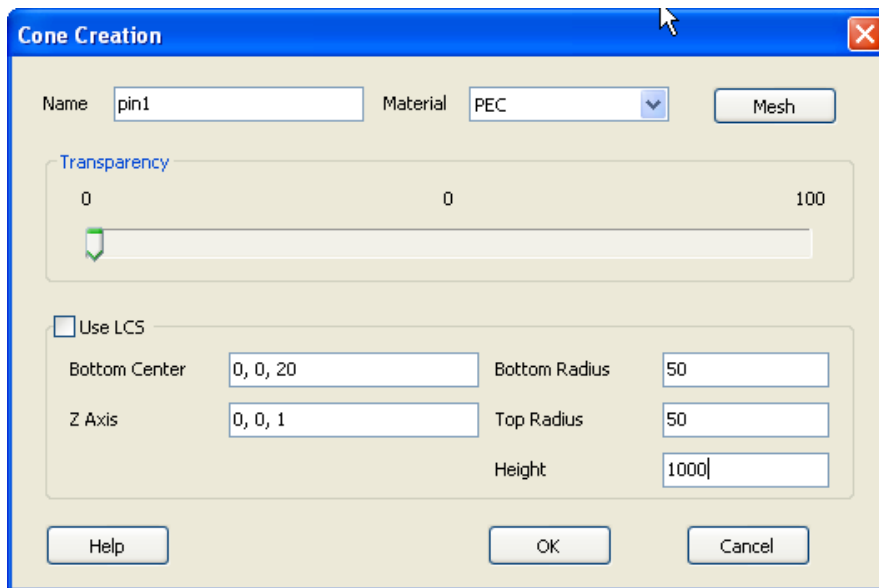 Cone Creation
Name pin1 Material PEC Mesh
Transparency
0 0 100
Use LCS
Bottom Center 0, 0, 20 Bottom Radius 50
Z Axis 0, 0, 1 Top Radius 50
Height 1000
Help OK Cancel